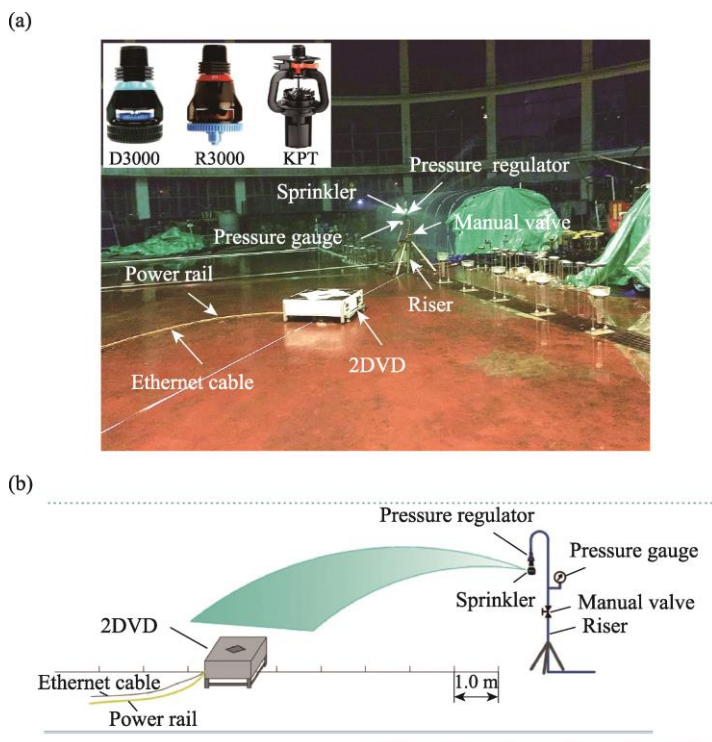 (a)
D3000 R3000 KPT
Pressure regulator
Sprinkler
Manual valve
Pressure gauge
Power rail
Riser
2DVD
Ethernet cable
(b)
Pressure regulator
Pressure gauge
Sprinkler
Manual valve
2DVD
Riser
Ethernet cable
1.0 m
Power rail